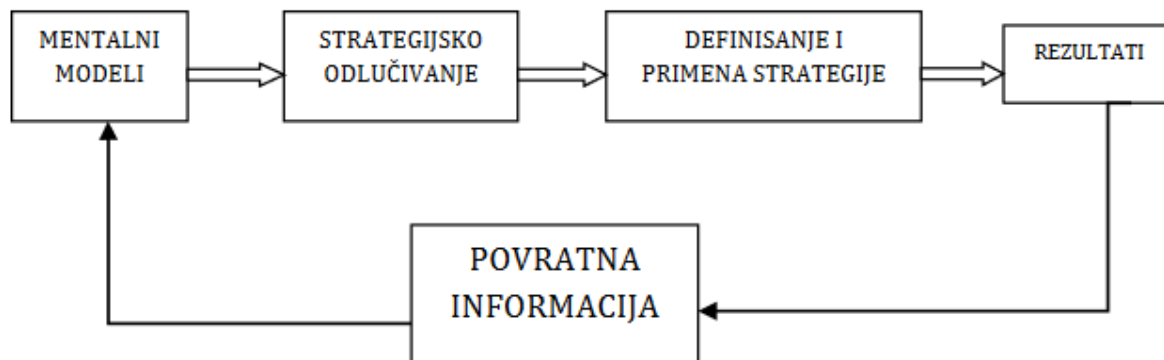 MENTALNI
MODELI
STRATEGIJSKO
ODLUČIVANJE
DEFINISANJE I
PRIMENA STRATEGIJE
REZULTATI
POVRATNA
INFORMACIJA